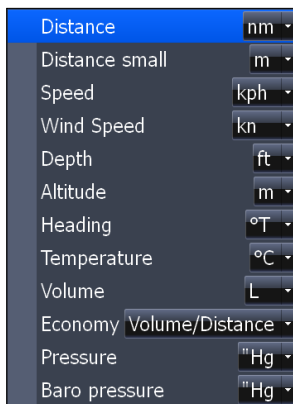 Distance nm
Distance small m
Speed kph
Wind Speed kn
Depth ft
Altitude m
Heading °T
Temperature °C
Volume L
Economy Volume/Distance
Pressure "Hg
Baro pressure "Hg